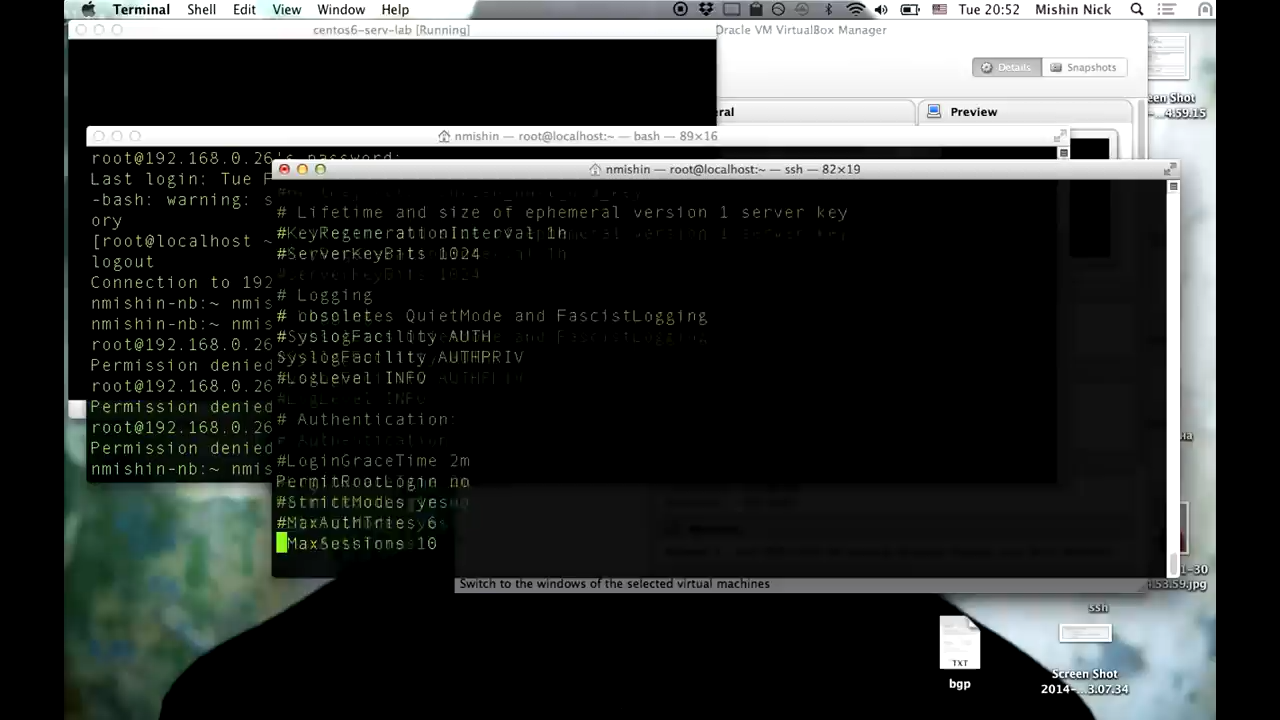 Terminal Shell Edit View Window Help Tue 20:52 Mishin Nick
centos6-serv-lab [Running]
Oracle VM VirtualBox Manager
Details Snapshots
Preview
Screen Shot
nmishin — root@localhost:~ — bash — 89×16
root@192.168.0.26's password:
Last login: Tue
-bash: warning:
ory
[root@localhost ~
logout
Connection to 192
nmishin-nb:~
nmishin-nb:~
root@192.168.0.26
Permission denied
root@192.168.0.26
Permission denied
root@192.168.0.26
Permission denied
nmishin-nb:~
nmishin — root@localhost:~ — ssh — 82×19
# Lifetime and size of ephemeral version 1 server key
#KeyRegenerationInterval 1h
#ServerKeyBits 1024
# Logging
# obsoletes QuietMode and FascistLogging
#SyslogFacility AUTH
SyslogFacility AUTHPRIV
#LogLevel INFO
# Authentication:
#LoginGraceTime 2m
PermitRootLogin no
#StrictModes yes
#MaxAuthTries 6
MaxSessions 10
Switch to the windows of the selected virtual machines
ssh
bgp
TXT
Screen Shot
2014-...3.07.34